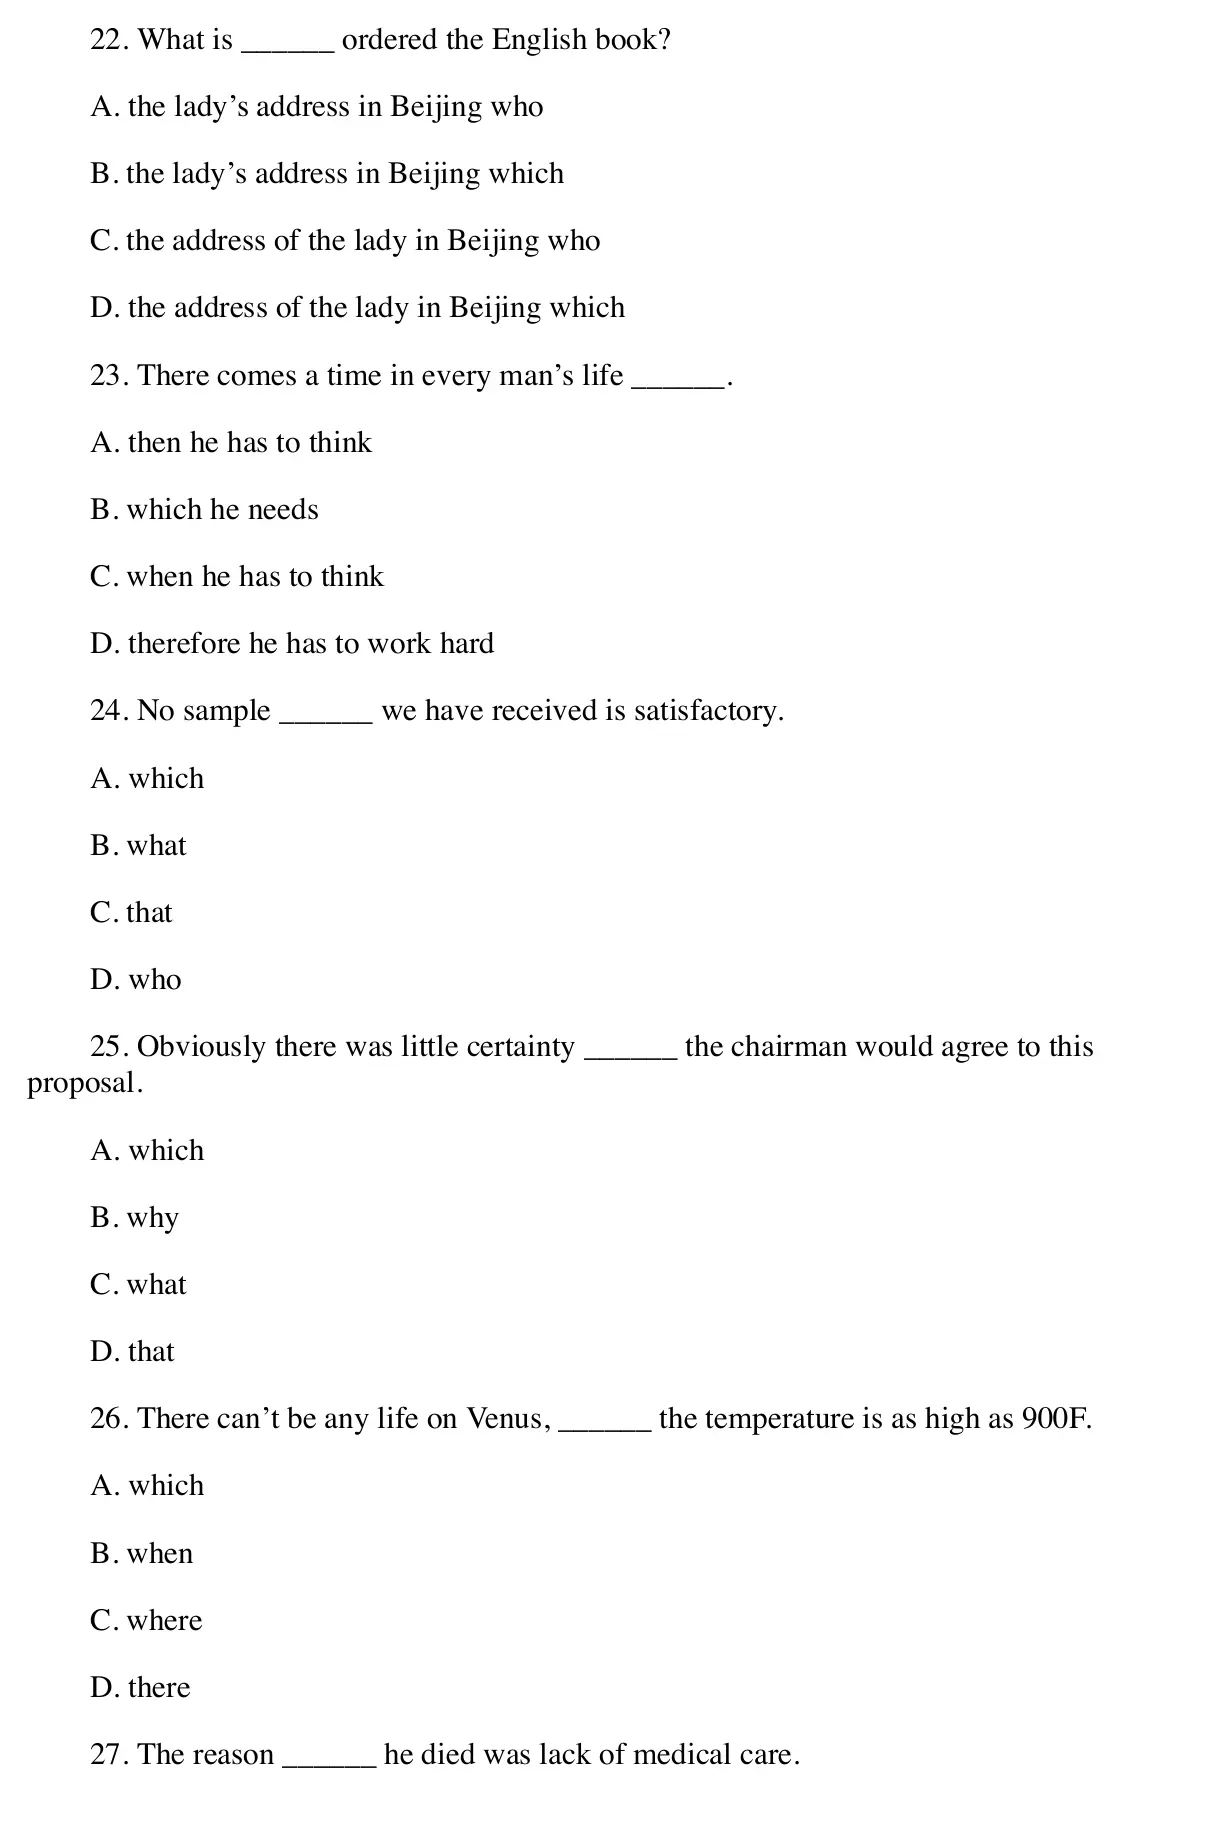 22. What is ______ ordered the English book?
A. the lady’s address in Beijing who
B. the lady’s address in Beijing which
C. the address of the lady in Beijing who
D. the address of the lady in Beijing which
23. There comes a time in every man’s life ______.
A. then he has to think
B. which he needs
C. when he has to think
D. therefore he has to work hard
24. No sample ______ we have received is satisfactory.
A. which
B. what
C. that
D. who
25. Obviously there was little certainty ______ the chairman would agree to this
proposal.
A. which
B. why
C. what
D. that
26. There can’t be any life on Venus, ______ the temperature is as high as 900F.
A. which
B. when
C. where
D. there
27. The reason ______ he died was lack of medical care.